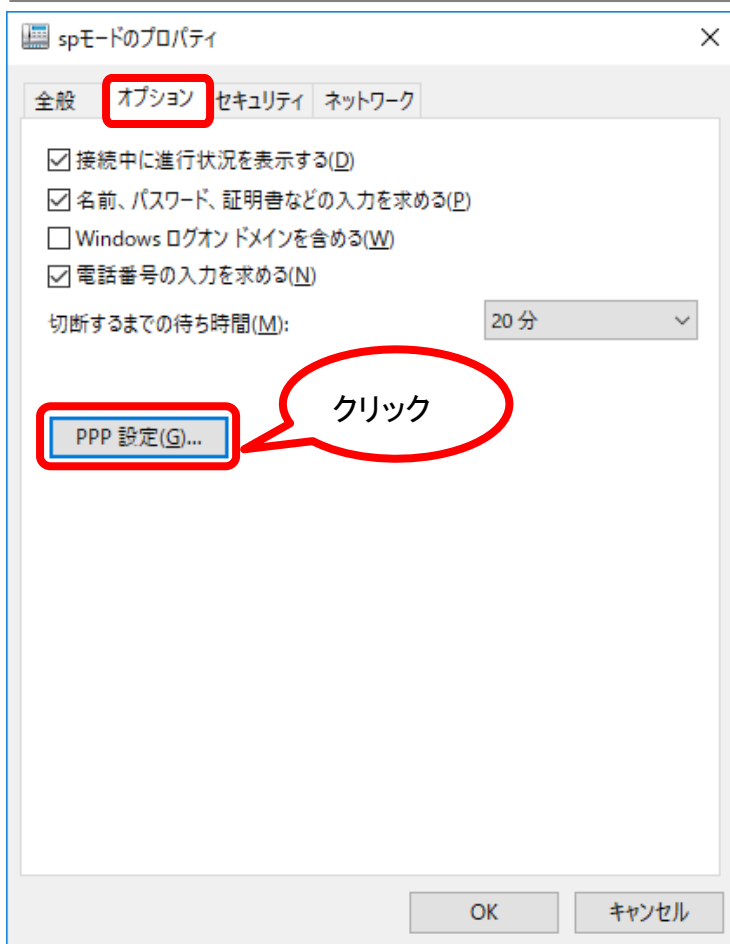 spモードのプロパティ
全般 オプション セキュリティ ネットワーク
接続中に進行状況を表示する(D)
名前、パスワード、証明書などの入力を求める(P)
Windows ログオン ドメインを含める(W)
電話番号の入力を求める(N)
切断するまでの待ち時間(M): 20 分
クリック
PPP 設定(G)...
OK キャンセル